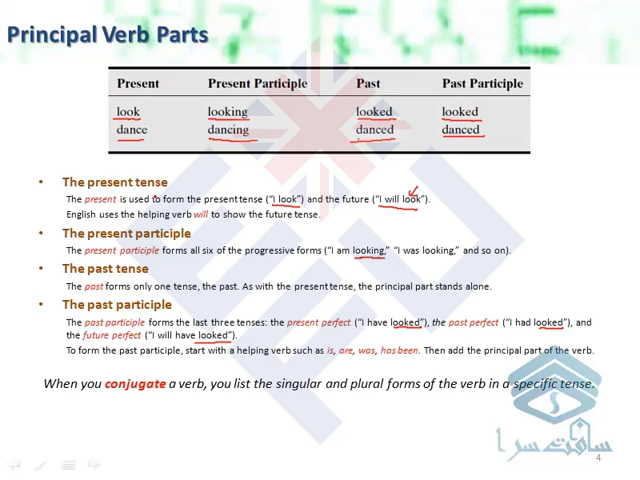 Principal Verb Parts
Present Present Participle Past Past Participle
look looking looked looked
dance dancing danced danced
• The present tense
The present is used to form the present tense (“I look”) and the future (“I will look”).
English uses the helping verb will to show the future tense.
• The present participle
The present participle forms all six of the progressive forms (“I am looking,” “I was looking,” and so on).
• The past tense
The past forms only one tense, the past. As with the present tense, the principal part stands alone.
• The past participle
The past participle forms the last three tenses: the present perfect (“I have looked”), the past perfect (“I had looked”), and
the future perfect (“I will have looked”).
To form the past participle, start with a helping verb such as is, are, was, has been. Then add the principal part of the verb.
When you conjugate a verb, you list the singular and plural forms of the verb in a specific tense.
سافت سرا
4